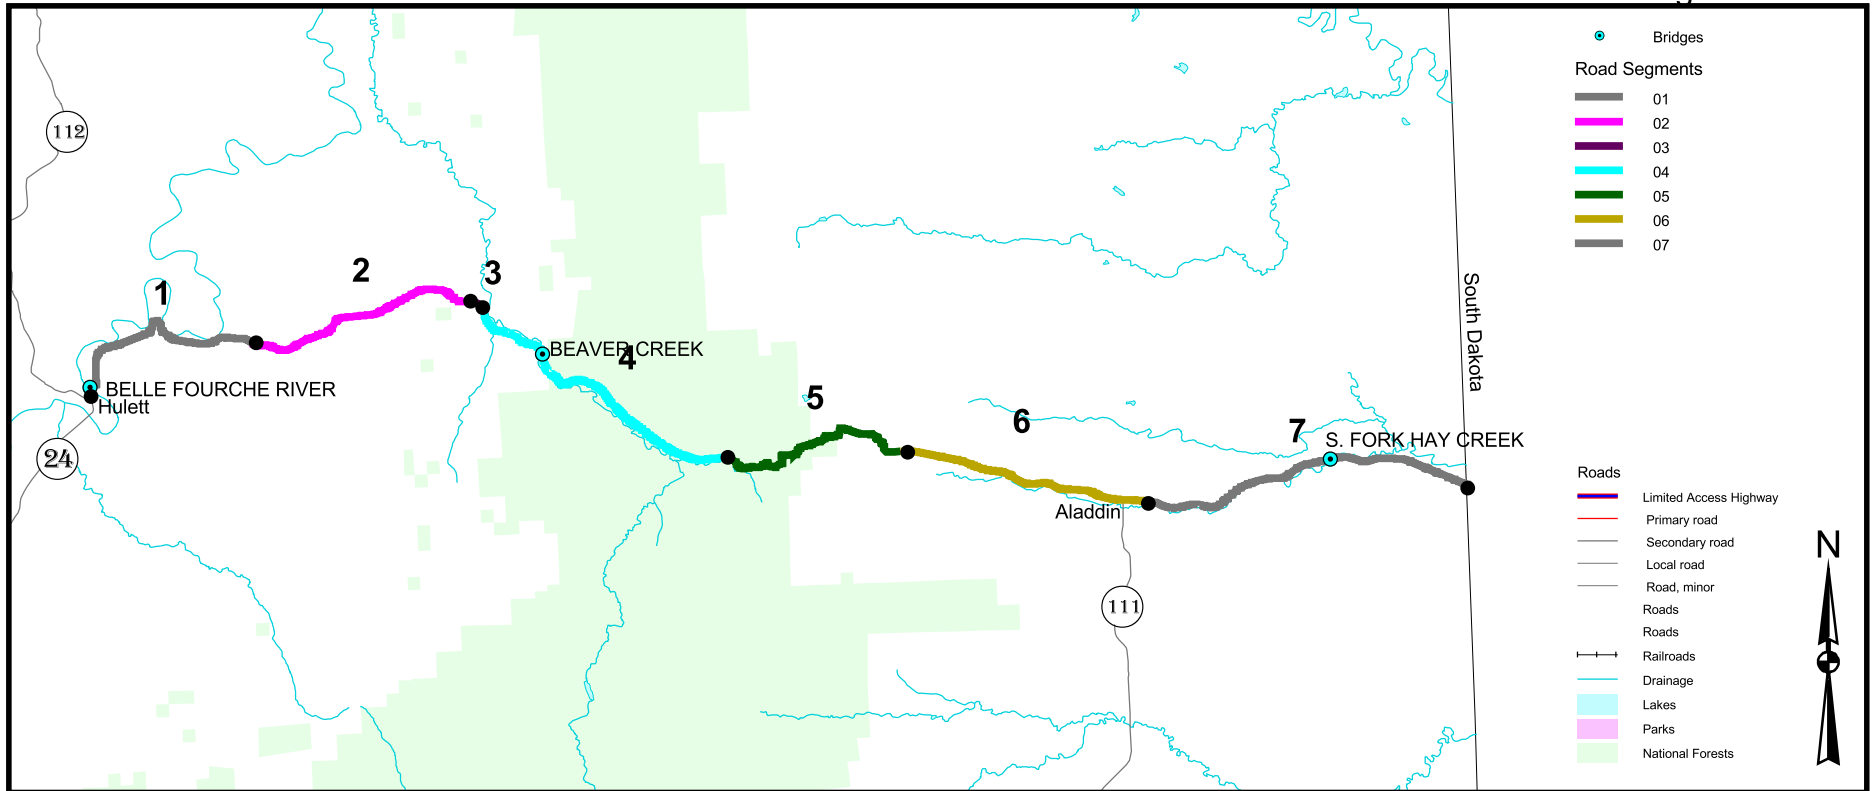 Bridges
Road Segments
01
02
03
04
05
06
07
112
South Dakota
1
2
3
BEAVER CREEK
4
BELLE FOURCHE RIVER
Hulett
24
5
6
7
S. FORK HAY CREEK
Aladdin
111
Roads
Limited Access Highway
Primary road
Secondary road
Local road
Road, minor
Roads
Roads
Railroads
Drainage
Lakes
Parks
National Forests
N